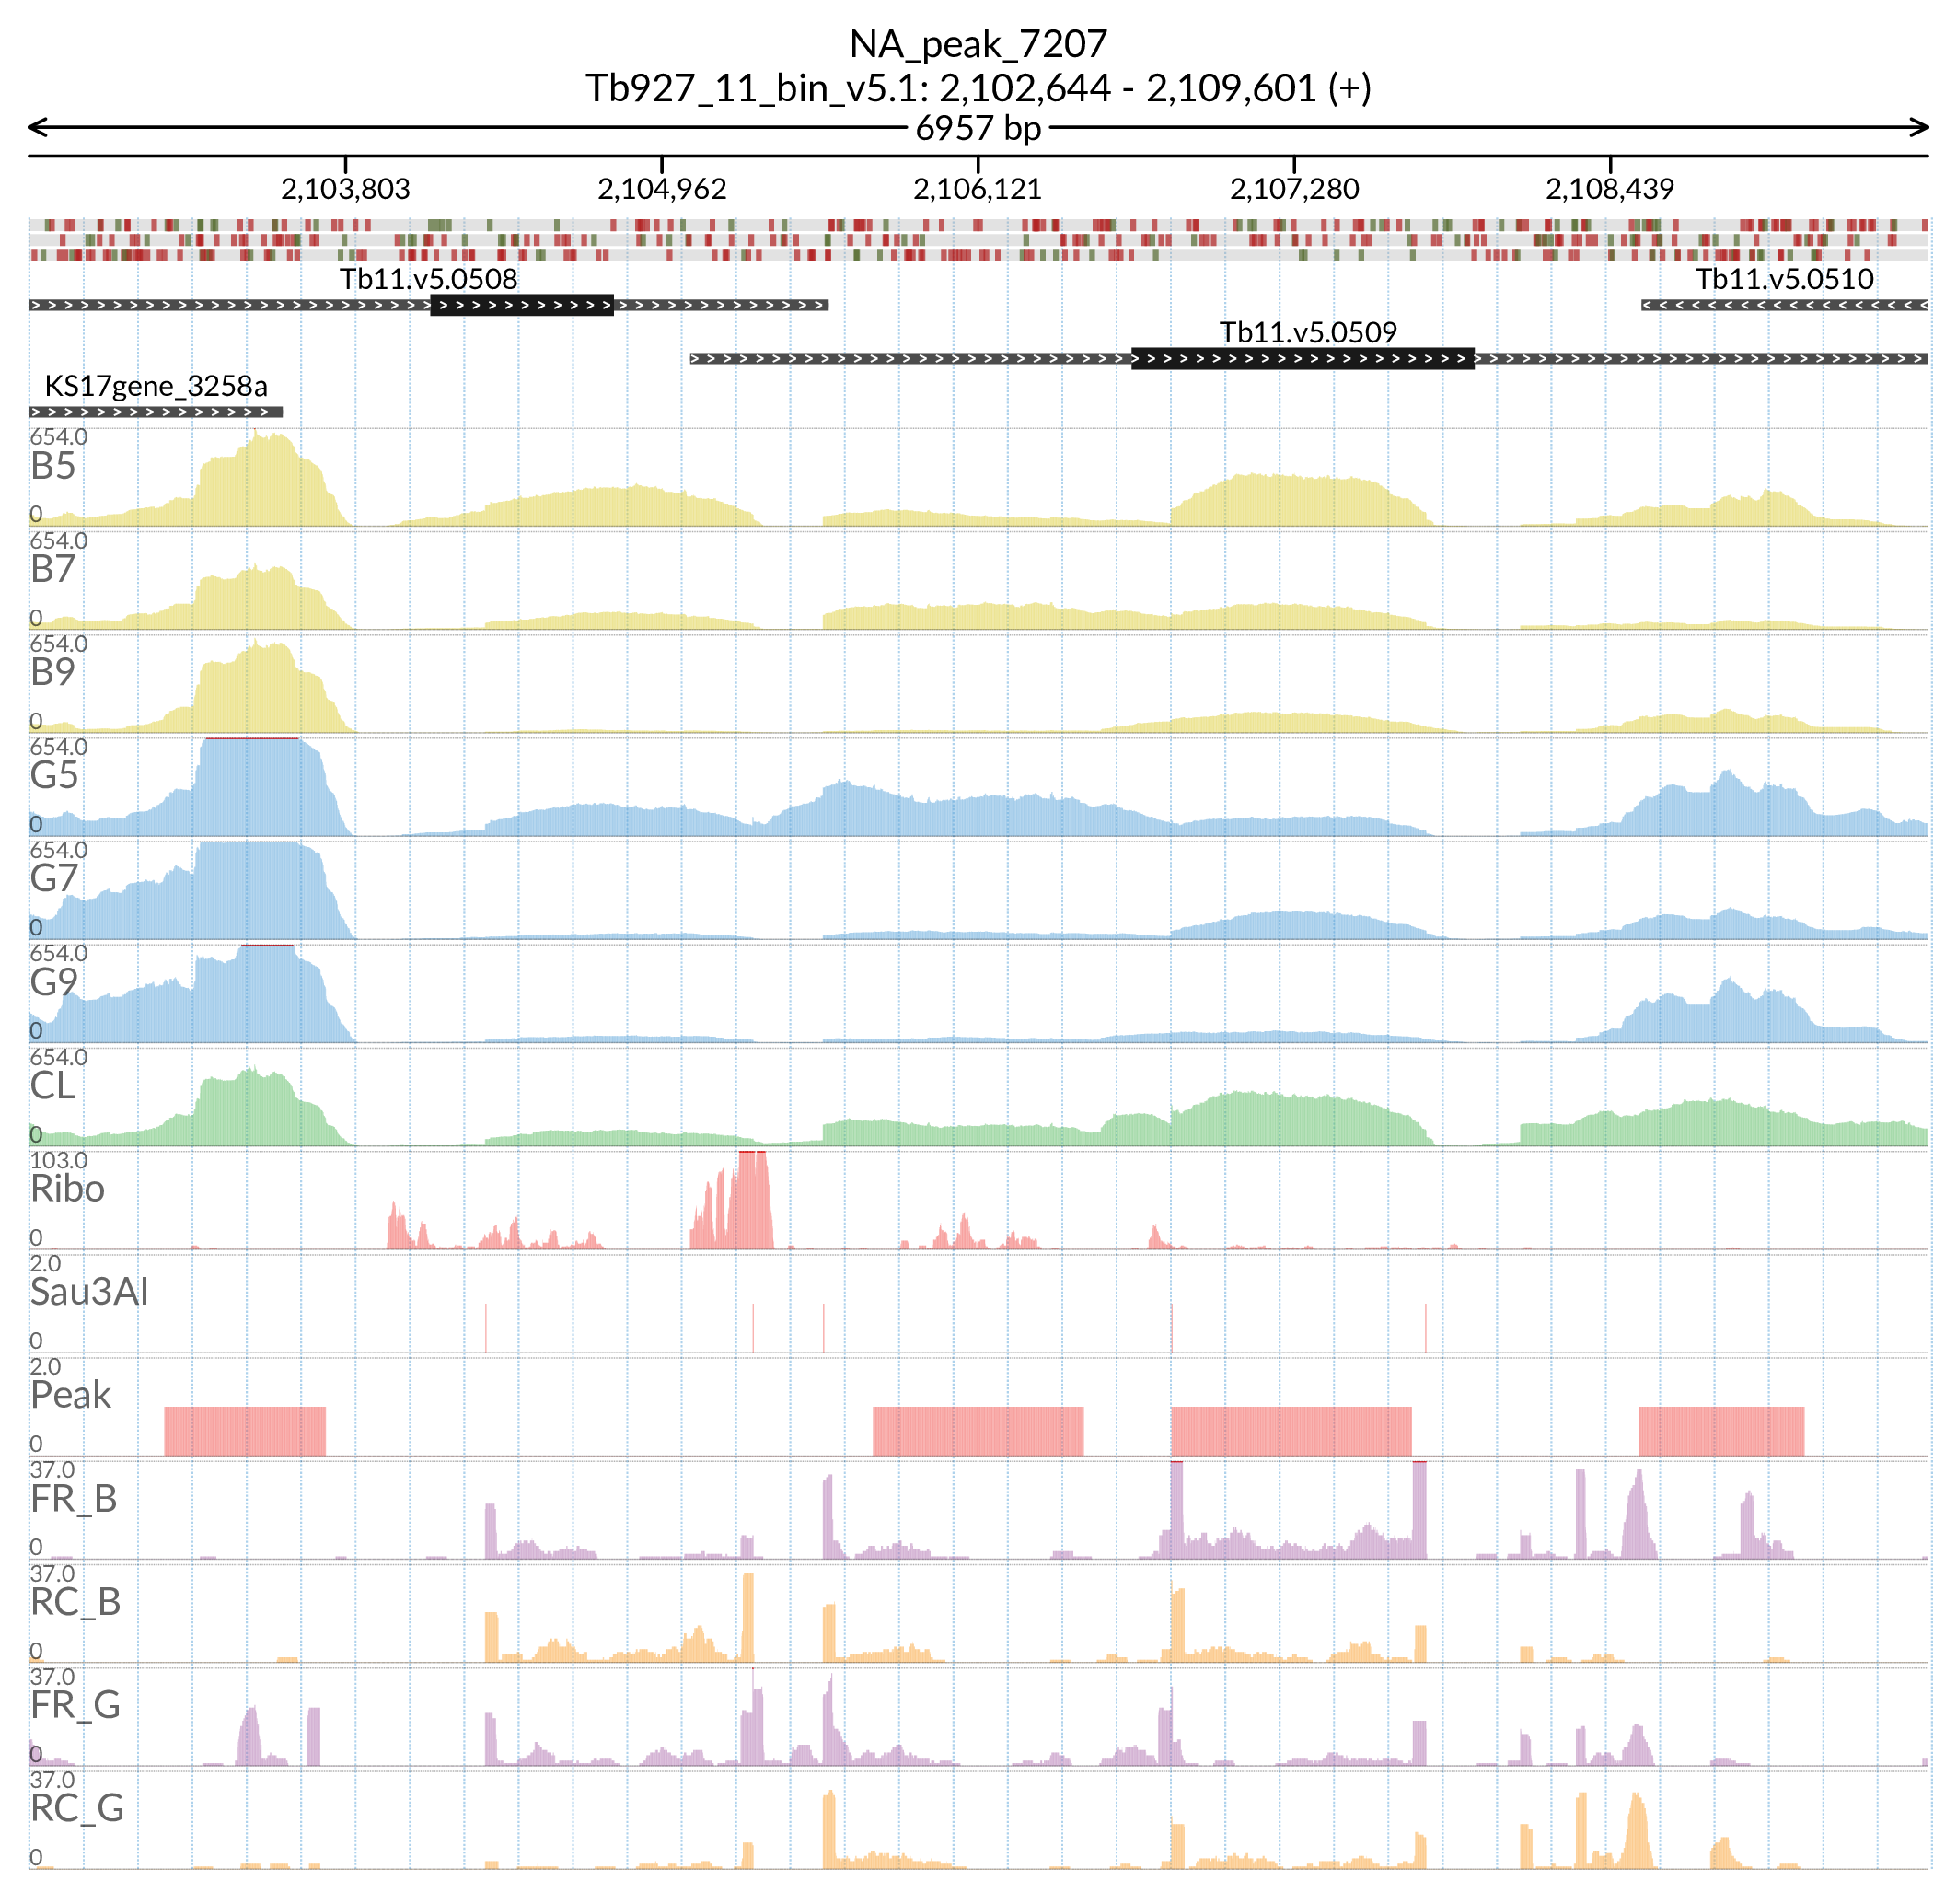 NA_peak_7207
Tb927_11_bin_v5.1: 2,102,644 - 2,109,601 (+)
6957 bp
2,103,803 2,104,962 2,106,121 2,107,280 2,108,439
Tb11.v5.0508 Tb11.v5.0510
Tb11.v5.0509
KS17gene_3258a
654.0
B5
0
654.0
B7
0
654.0
B9
0
654.0
G5
0
654.0
G7
0
654.0
G9
0
654.0
CL
0
103.0
Ribo
0
2.0
Sau3AI
0
2.0
Peak
0
37.0
FR_B
0
37.0
RC_B
0
37.0
FR_G
0
37.0
RC_G
0